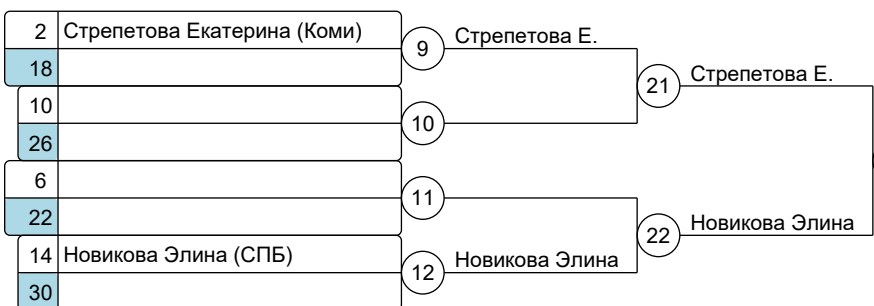 2 Стрепетова Екатерина (Коми)
9 Стрепетова Е.
18
21 Стрепетова Е.
10
10
26
6
11
22
22 Новикова Элина
14 Новикова Элина (СПБ)
12 Новикова Элина
30